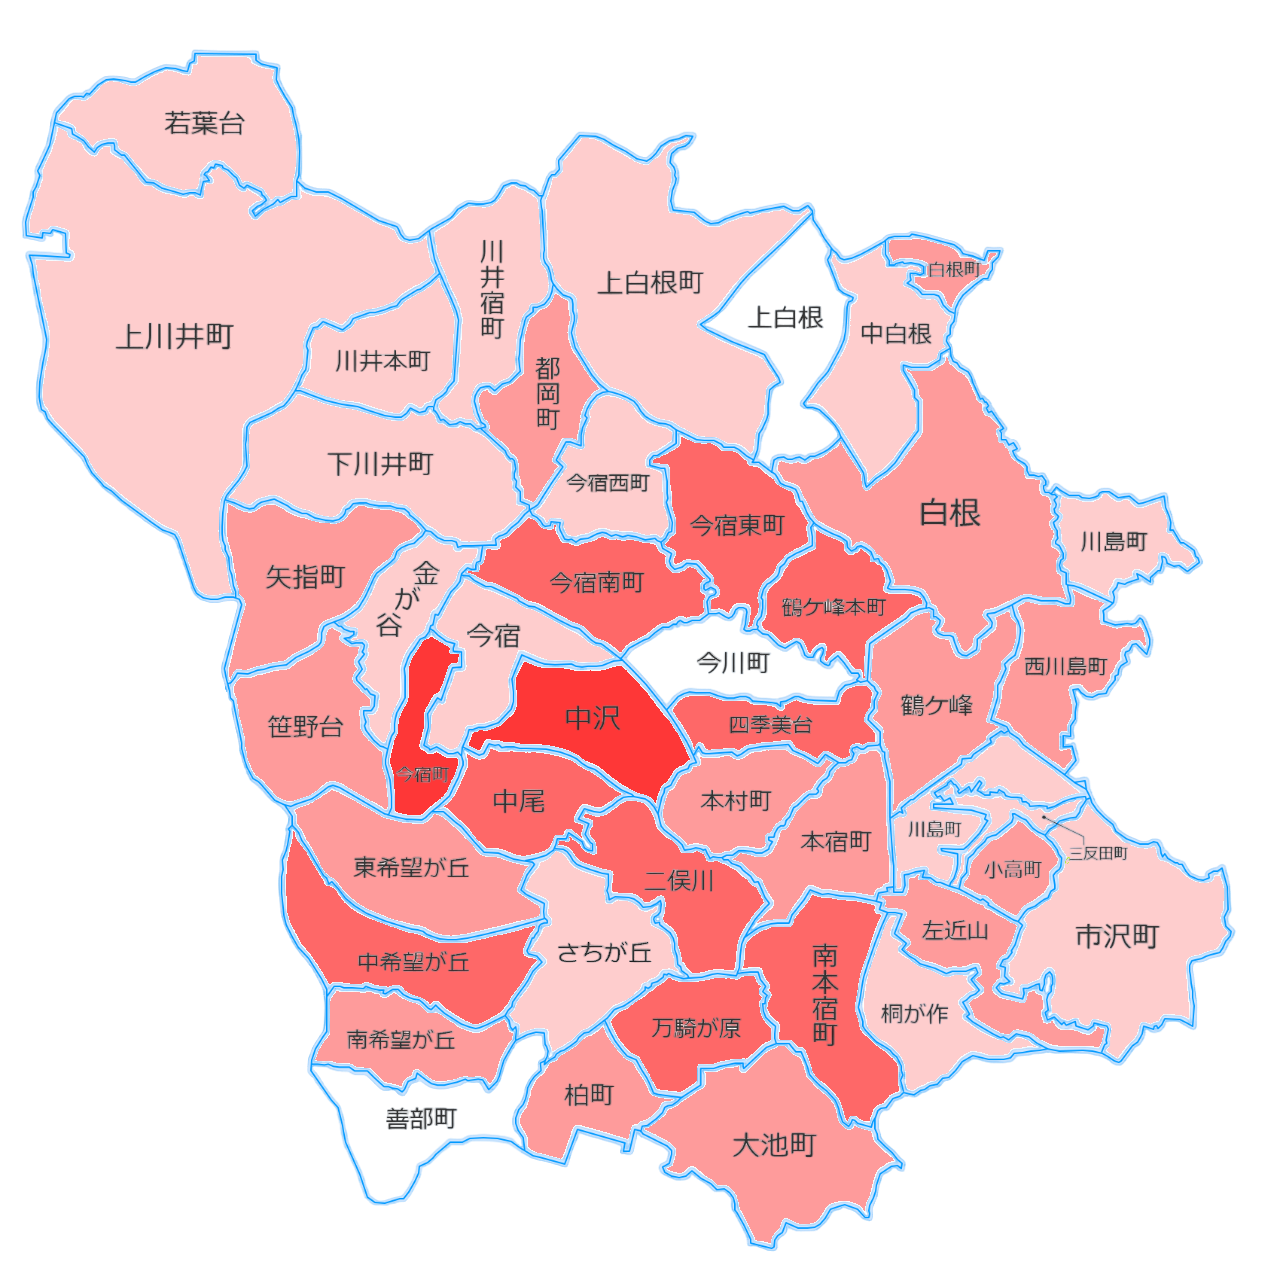 若葉台
上川井町
川井宿町
上白根町
上白根
白根町
中白根
川井本町
都岡町
下川井町
今宿西町
今宿東町
白根
川島町
矢指町
金が谷
今宿南町
鶴ケ峰本町
今宿
今川町
西川島町
笹野台
中沢
四季美台
鶴ケ峰
今宿町
中尾
本村町
本宿町
川島町
三反田町
小高町
東希望が丘
二俣川
左近山
市沢町
中希望が丘
さちが丘
南本宿町
桐が作
南希望が丘
万騎が原
柏町
善部町
大池町